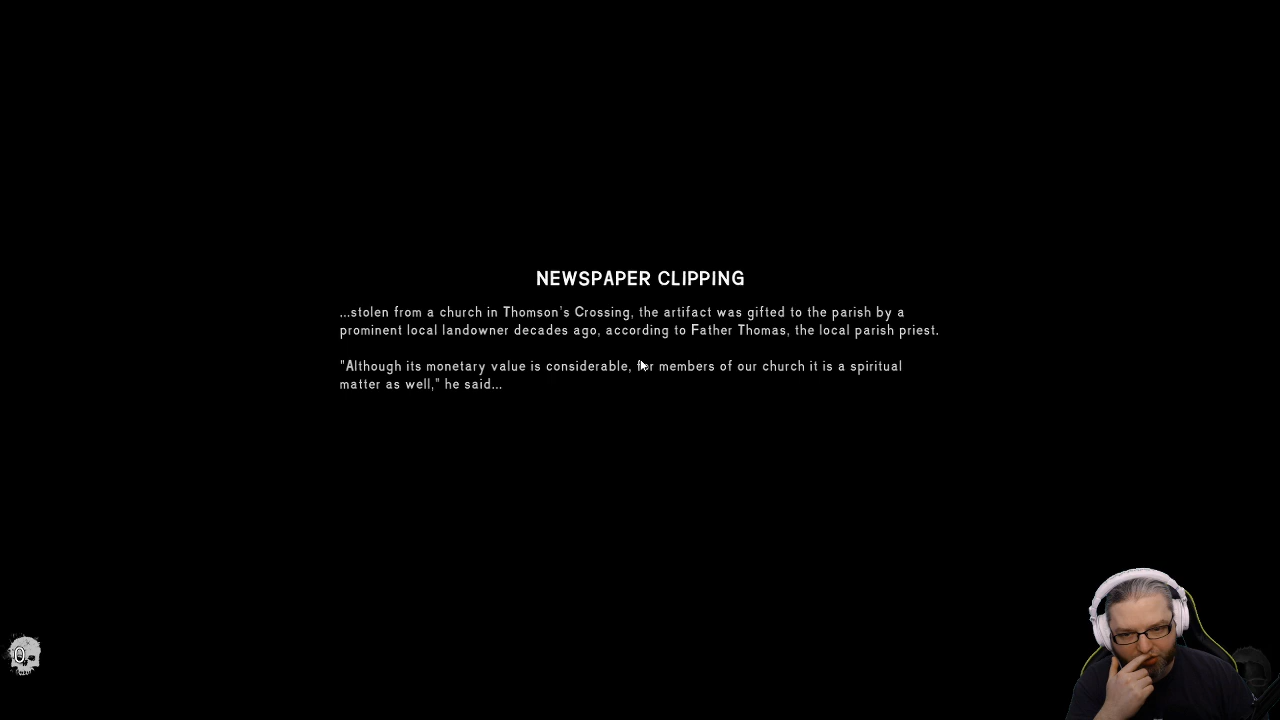 NEWSPAPER CLIPPING
...stolen from a church in Thomson's Crossing, the artifact was gifted to the parish by a
prominent local landowner decades ago, according to Father Thomas, the local parish priest.
"Although its monetary value is considerable, for members of our church it is a spiritual
matter as well," he said...
0